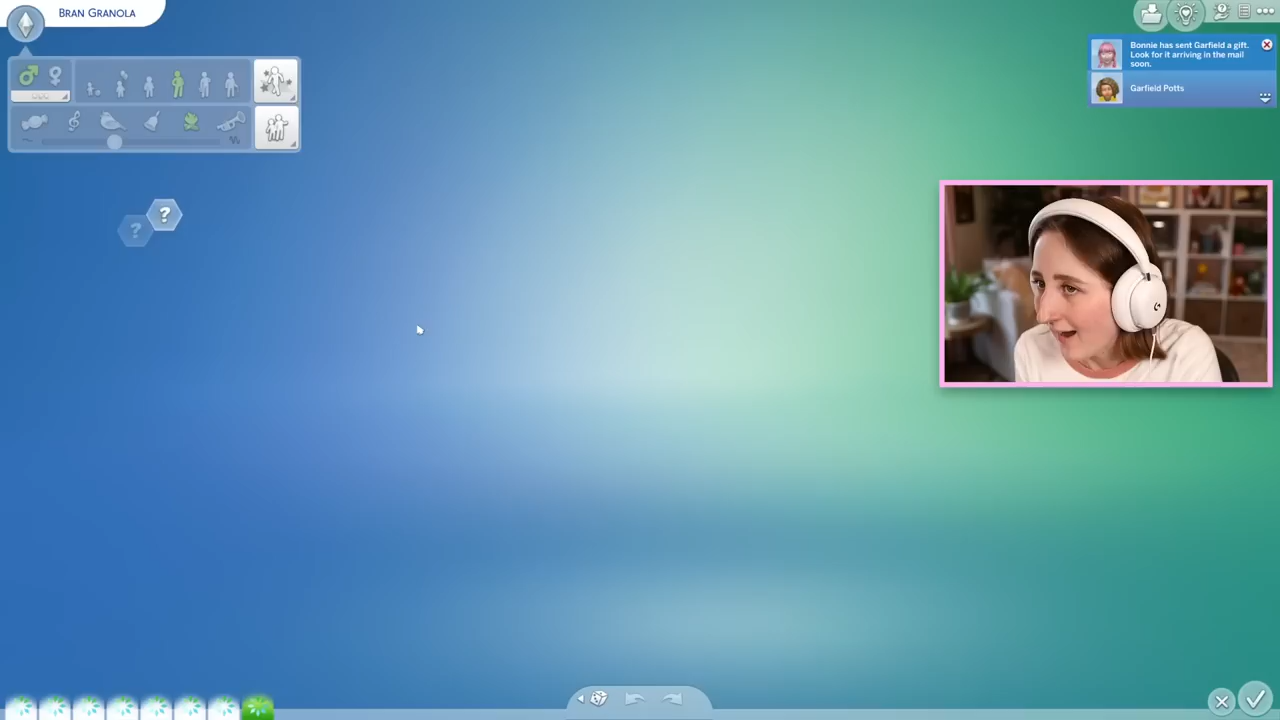 Bran Granola
Bonnie has sent Garfield a gift.
Look for it arriving in the mail
soon.
Garfield Potts
?
?